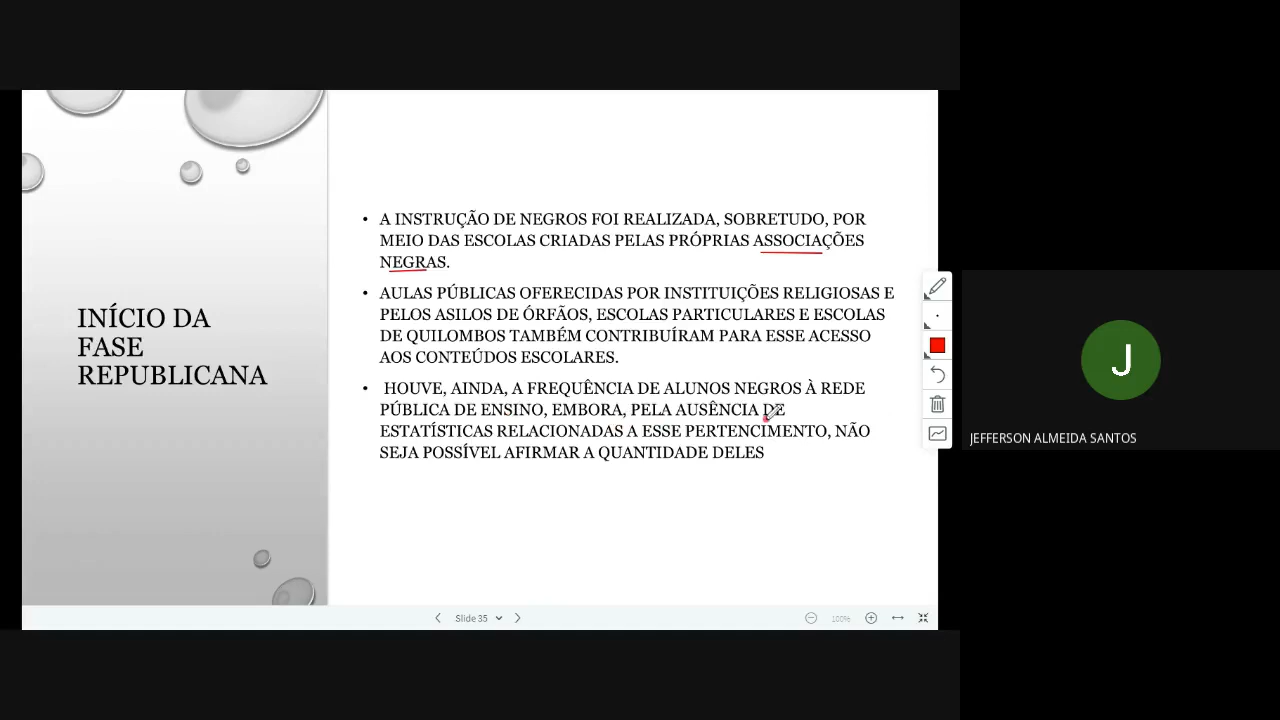 INÍCIO DA
FASE
REPUBLICANA
• A INSTRUÇÃO DE NEGROS FOI REALIZADA, SOBRETUDO, POR
MEIO DAS ESCOLAS CRIADAS PELAS PRÓPRIAS ASSOCIAÇÕES
NEGRAS.
• AULAS PÚBLICAS OFERECIDAS POR INSTITUIÇÕES RELIGIOSAS E
PELOS ASILOS DE ÓRFÃOS, ESCOLAS PARTICULARES E ESCOLAS
DE QUILOMBOS TAMBÉM CONTRIBUÍRAM PARA ESSE ACESSO
AOS CONTEÚDOS ESCOLARES.
• HOUVE, AINDA, A FREQUÊNCIA DE ALUNOS NEGROS À REDE
PÚBLICA DE ENSINO, EMBORA, PELA AUSÊNCIA DE
ESTATÍSTICAS RELACIONADAS A ESSE PERTENCIMENTO, NÃO
SEJA POSSÍVEL AFIRMAR A QUANTIDADE DELES
Slide 35
100%
J
JEFFERSON ALMEIDA SANTOS